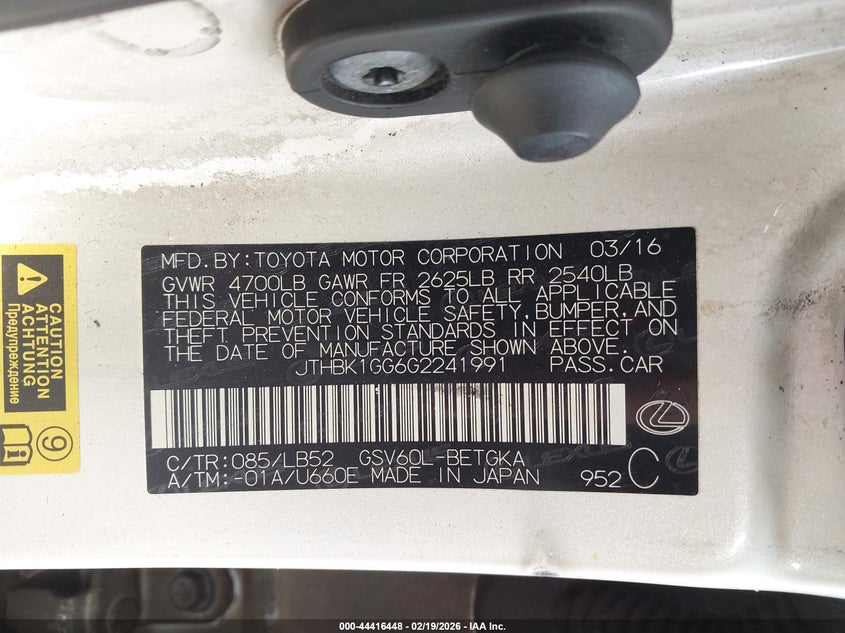 MFD. BY: TOYOTA MOTOR CORPORATION 03/16
GVWR 4700LB GAWR FR 2625LB RR 2540LB
THIS VEHICLE CONFORMS TO ALL APPLICABLE
FEDERAL MOTOR VEHICLE SAFETY, BUMPER, AND
THEFT PREVENTION STANDARDS IN EFFECT ON
THE DATE OF MANUFACTURE SHOWN ABOVE.
JTHBK1GG6G2241991 PASS. CAR
C/TR: 085/LB52 GSV60L-BETGKA
A/TM: -01A/U660E MADE IN JAPAN 952 C
CAUTION
ATTENTION
ACHTUNG
Предупреждение
9
000-44416448 - 02/19/2026 - IAA Inc.